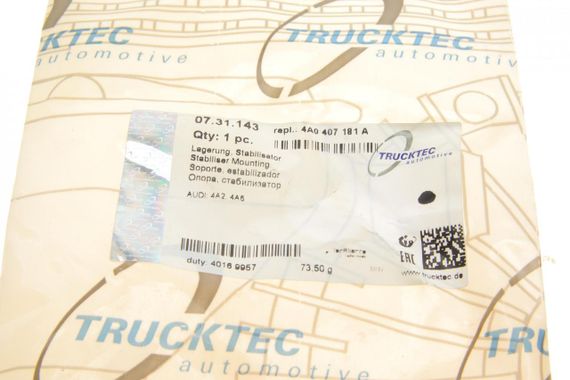 TRUCKTEC
automotive
TRUCKTEC
automotive
07.31.143
repl.: 4A0 407 181 A
Qty: 1 pc.
Lagerung, Stabilisator
Stabiliser Mounting
Soporte, estabilizador
Опора, стабилизатор
AUDI: 4A2, 4A5
TRUCKTEC
duty 4016 9957
73,50 g
EAC
www.trucktec.de
TRUCKTEC
automotive